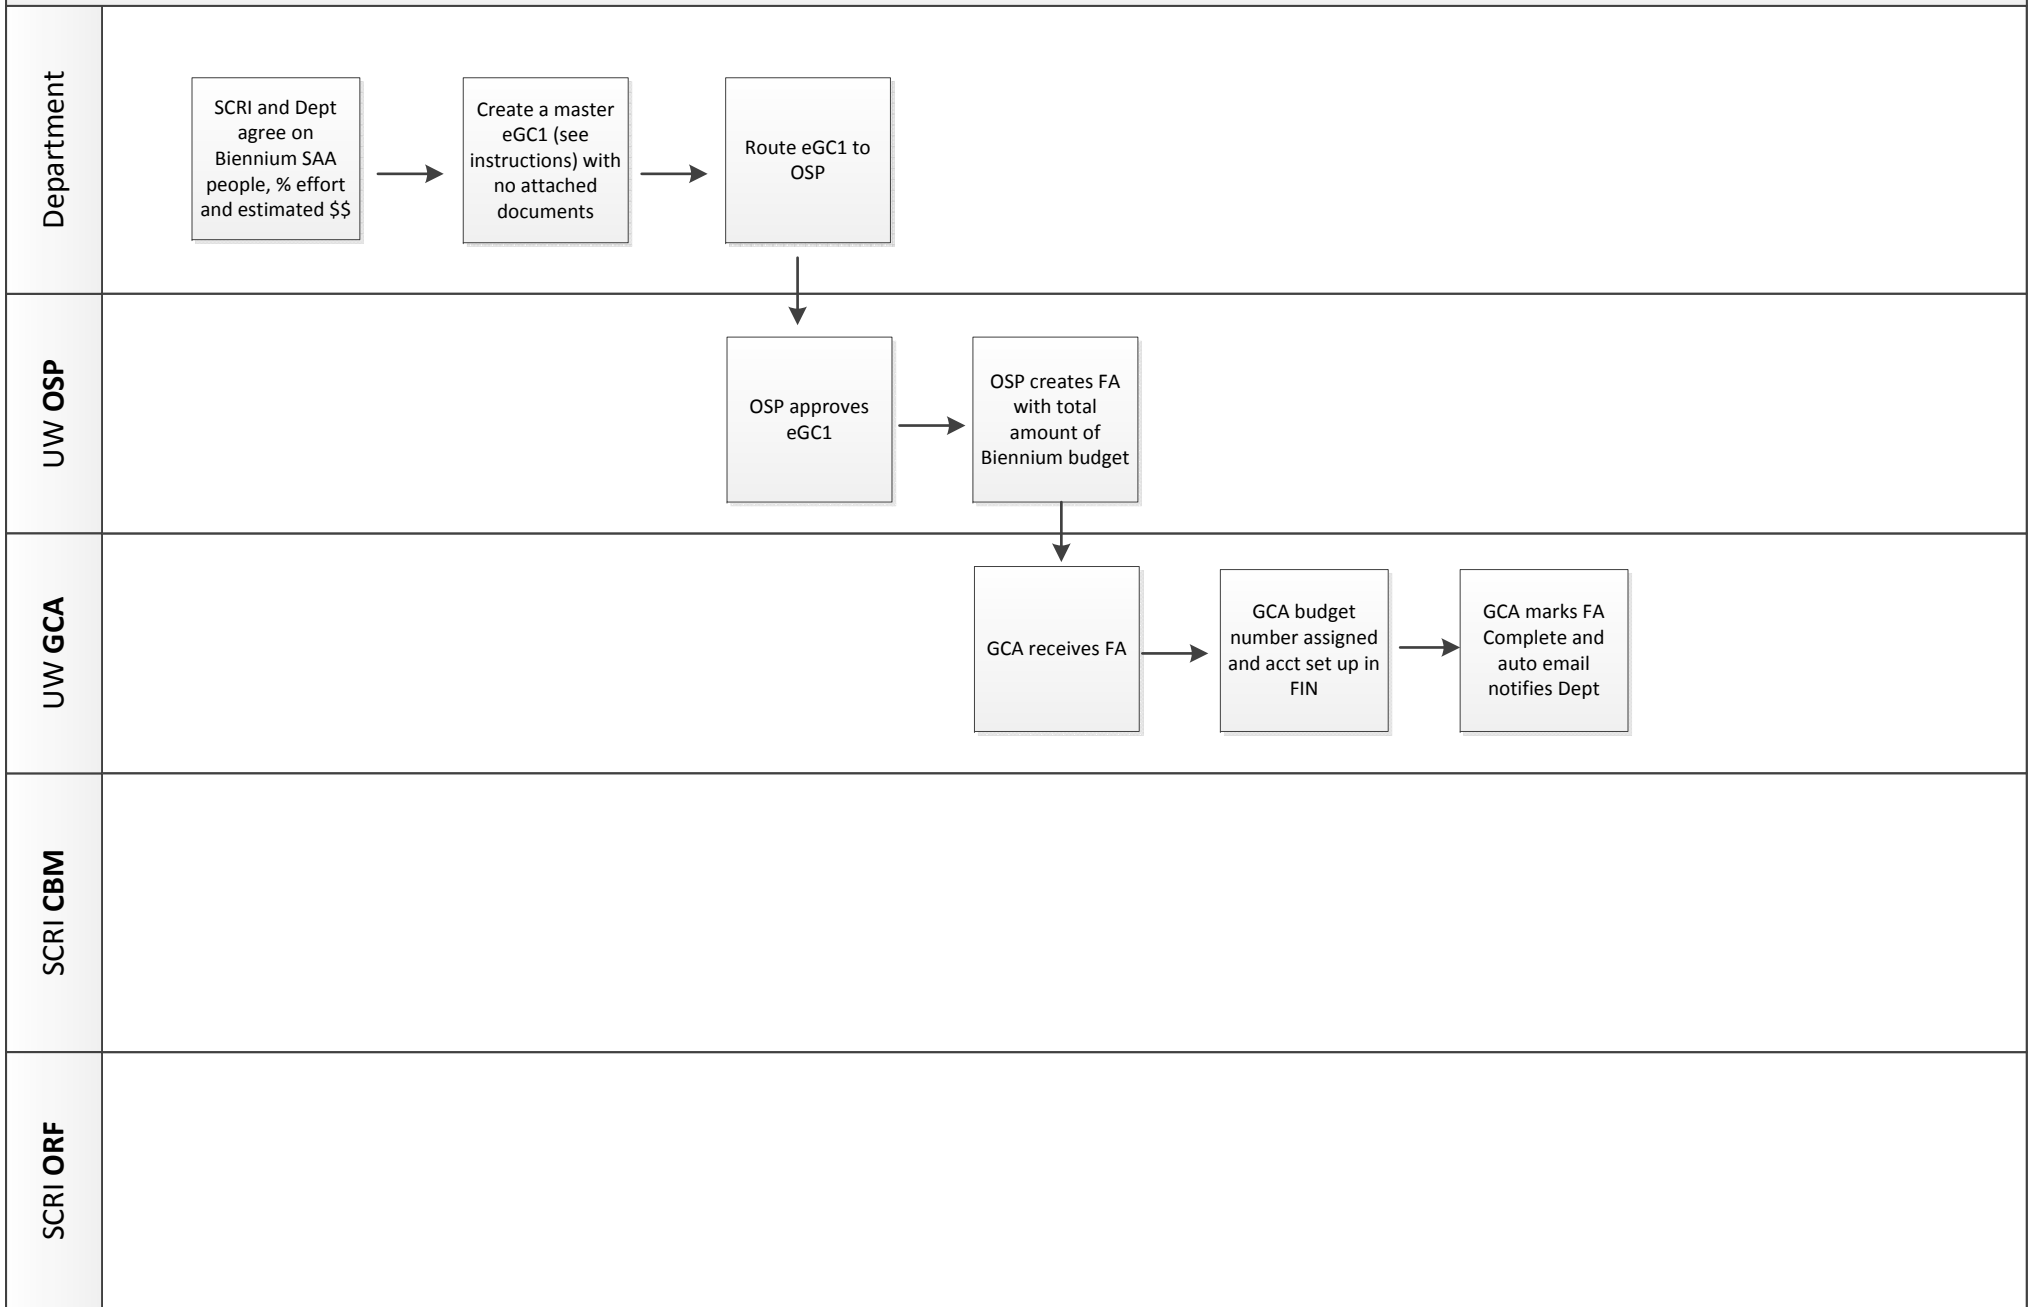 Department
SCRI and Dept
agree on
Biennium SAA
people, % effort
and estimated $$
Create a master
eGC1 (see
instructions) with
no attached
documents
Route eGC1 to
OSP
UW OSP
OSP approves
eGC1
OSP creates FA
with total
amount of
Biennium budget
UW GCA
GCA receives FA
GCA budget
number assigned
and acct set up in
FIN
GCA marks FA
Complete and
auto email
notifies Dept
SCRI CBM
SCRI ORF